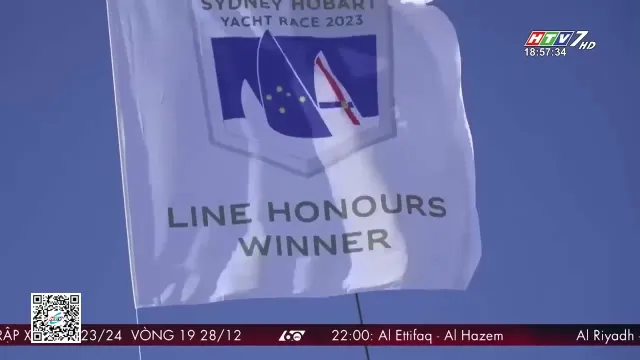 SYDNEY HOBART
YACHT RACE 2023
LINE HONOURS
WINNER
HTV7 HD
18:57:34
RẬP X 23/24 VÒNG 19 28/12 22:00: Al Ettifaq - Al Hazem Al Riyadh